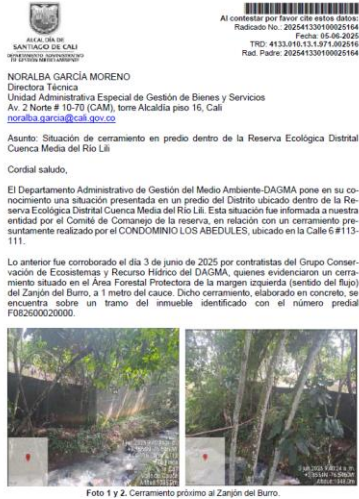 ALCALDÍA DE
SANTIAGO DE CALI
DEPARTAMENTO ADMINISTRATIVO
DE GESTIÓN DEL MEDIO AMBIENTE
Al contestar por favor cite estos datos:
Radicado No.: 202541330100025164
Fecha: 05-06-2025
TRD: 4133.010.13.1.971.002516
Rad. Padre: 202541330100025164
NORALBA GARCÍA MORENO
Directora Técnica
Unidad Administrativa Especial de Gestión de Bienes y Servicios
Av. 2 Norte # 10-70 (CAM), torre Alcaldía piso 16, Cali
noralba.garcia@cali.gov.co
Asunto: Situación de cerramiento en predio dentro de la Reserva Ecológica Distrital
Cuenca Media del Río Lili
Cordial saludo,
El Departamento Administrativo de Gestión del Medio Ambiente-DAGMA pone en su co-
nocimiento una situación presentada en un predio del Distrito ubicado dentro de la Re-
serva Ecológica Distrital Cuenca Media del Río Lili. Esta situación fue informada a nuestra
entidad por el Comité de Comanejo de la reserva, en relación con un cerramiento pre-
suntamente realizado por el CONDOMINIO LOS ABEDULES, ubicado en la Calle 6 #113-
111.
Lo anterior fue corroborado el día 3 de junio de 2025 por contratistas del Grupo Conser-
vación de Ecosistemas y Recurso Hídrico del DAGMA, quienes evidenciaron un cerra-
miento situado en el Área Forestal Protectora de la margen izquierda (sentido del flujo)
del Zanjón del Burro, a 1 metro del cauce. Dicho cerramiento, elaborado en concreto, se
encuentra sobre un tramo del inmueble identificado con el número predial
F082600020000.
Foto 1 y 2. Cerramiento próximo al Zanjón del Burro.